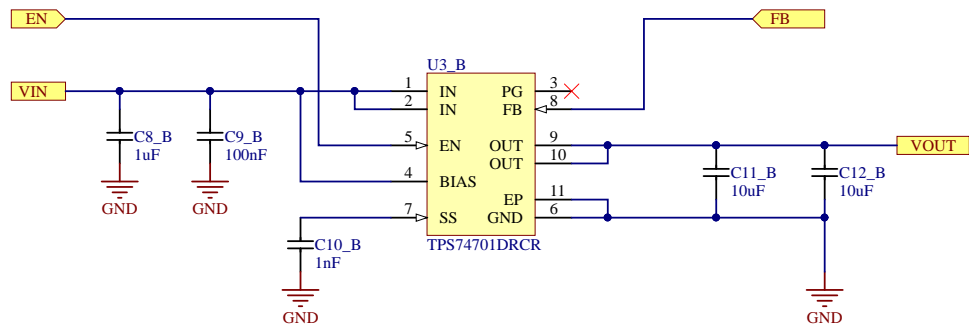 EN
FB
U3_B
VIN
1
IN
PG
3
2
IN
FB
8
C8_B
1uF
C9_B
100nF
5
EN
OUT
9
VOUT
OUT
10
4
BIAS
C11_B
10uF
C12_B
10uF
EP
11
GND
GND
7
SS
GND
6
C10_B
1nF
TPS74701DRCR
GND
GND